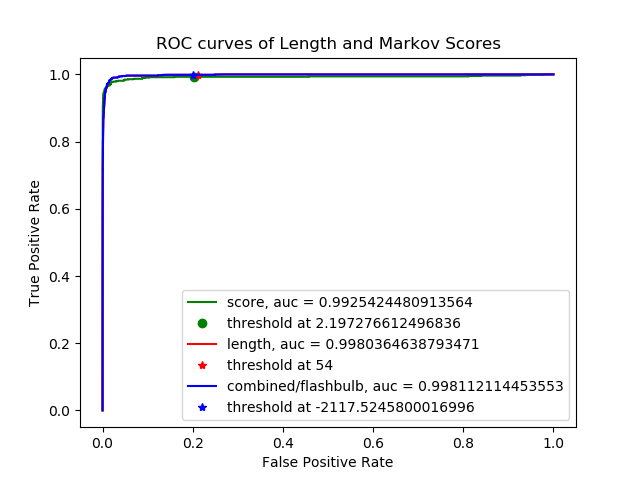 ROC curves of Length and Markov Scores
True Positive Rate
1.0
0.8
0.6
0.4
0.2
0.0
score, auc = 0.9925424480913564
threshold at 2.197276612496836
length, auc = 0.9980364638793471
threshold at 54
combined/flashbulb, auc = 0.998112114453553
threshold at -2117.5245800016996
0.0 0.2 0.4 0.6 0.8 1.0
False Positive Rate